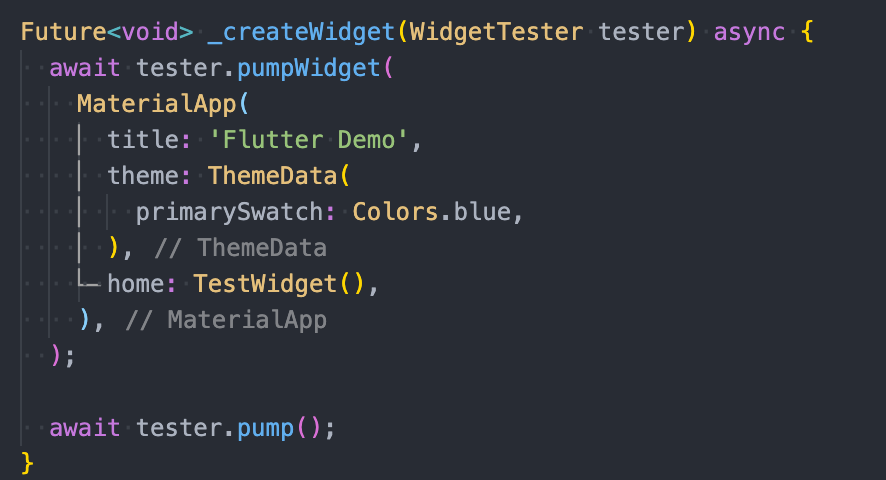 Future<void> _createWidget(WidgetTester tester) async {
await tester.pumpWidget(
MaterialApp(
title: 'Flutter Demo',
theme: ThemeData(
primarySwatch: Colors.blue,
), // ThemeData
home: TestWidget(),
), // MaterialApp
);
await tester.pump();
}